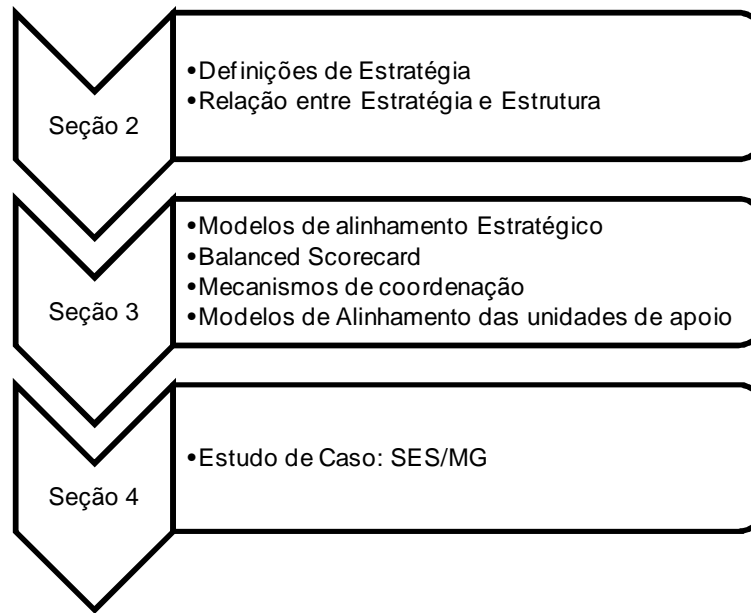 Seção 2
•Definições de Estratégia
•Relação entre Estratégia e Estrutura
Seção 3
•Modelos de alinhamento Estratégico
•Balanced Scorecard
•Mecanismos de coordenação
•Modelos de Alinhamento das unidades de apoio
Seção 4
•Estudo de Caso: SES/MG